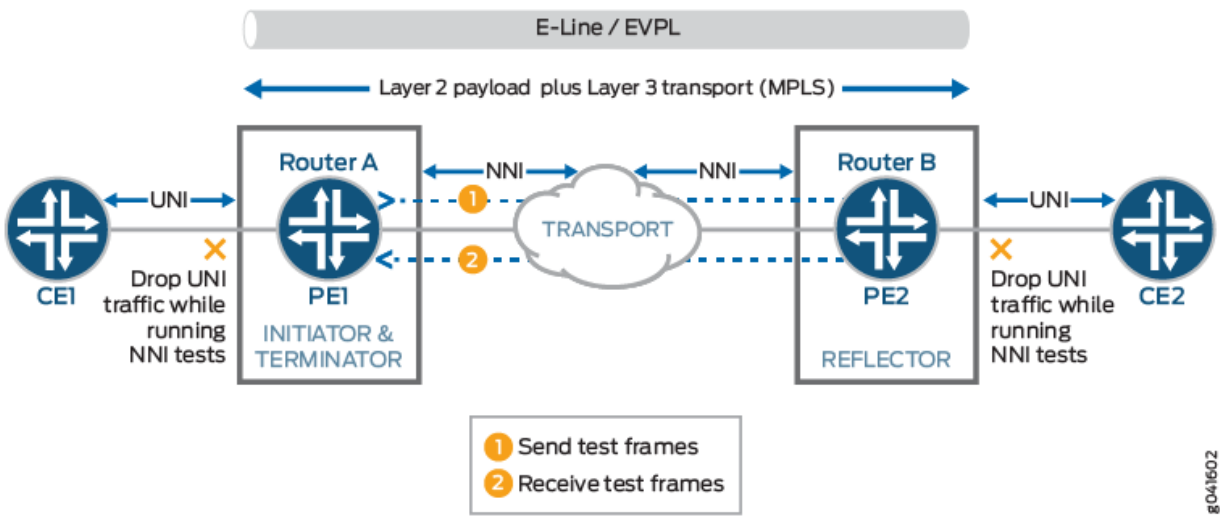 E-Line / EVPL
Layer 2 payload plus Layer 3 transport (MPLS)
Router A
Router B
NNI
NNI
UNI
UNI
1
TRANSPORT
2
CE1
PE1
PE2
CE2
Drop UNI
traffic while
running
NNI tests
INITIATOR &
TERMINATOR
REFLECTOR
Drop UNI
traffic while
running
NNI tests
1 Send test frames
2 Receive test frames
g041602